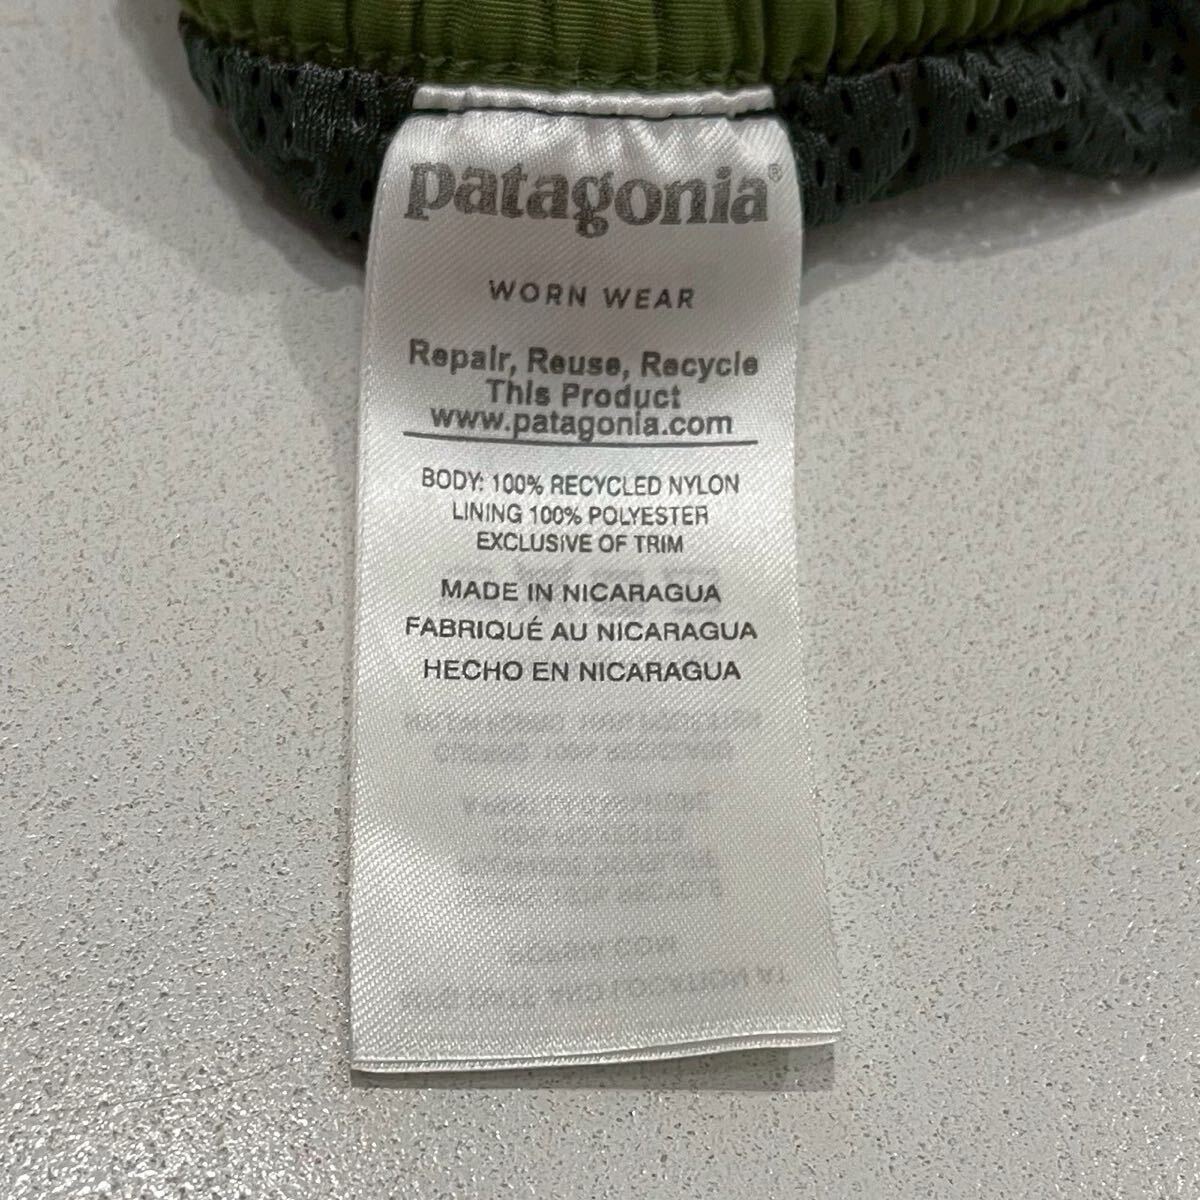 patagonia®
WORN WEAR
Repair, Reuse, Recycle
This Product
www.patagonia.com
BODY: 100% RECYCLED NYLON
LINING 100% POLYESTER
EXCLUSIVE OF TRIM
MADE IN NICARAGUA
FABRIQUÉ AU NICARAGUA
HECHO EN NICARAGUA